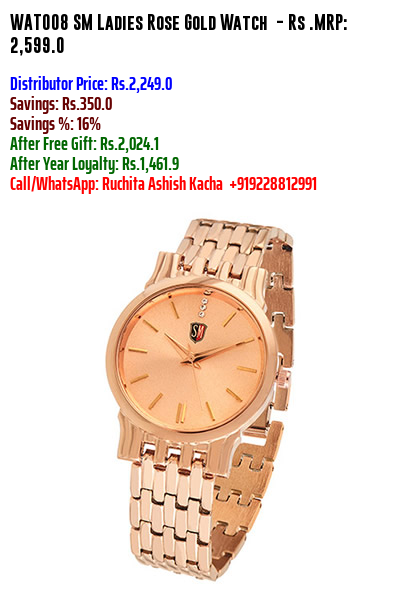 WAT008 SM Ladies Rose Gold Watch - Rs .MRP:
2,599.0
Distributor Price: Rs.2,249.0
Savings: Rs.350.0
Savings %: 16%
After Free Gift: Rs.2,024.1
After Year Loyalty: Rs.1,461.9
Call/WhatsApp: Ruchita Ashish Kacha +919228812991
SM